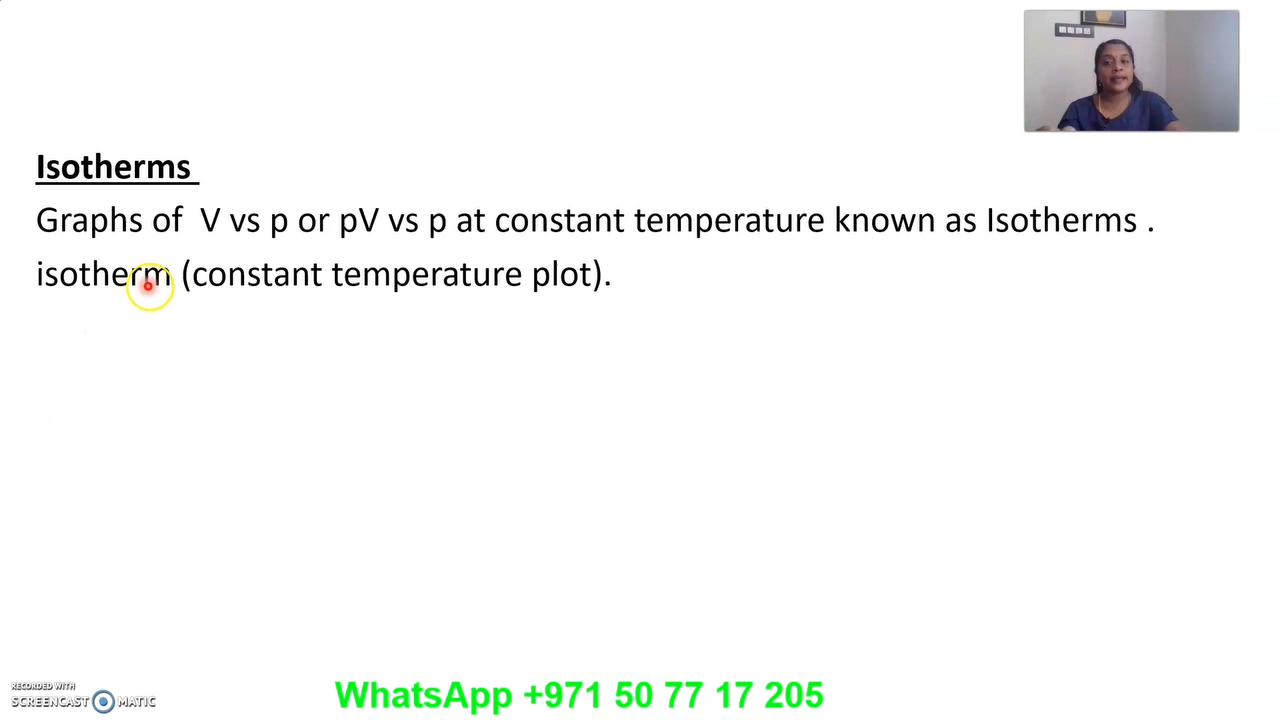 Isotherms
Graphs of V vs p or pV vs p at constant temperature known as Isotherms .
isotherm (constant temperature plot).
RECORDED WITH
SCREENCAST MATIC
WhatsApp +971 50 77 17 205